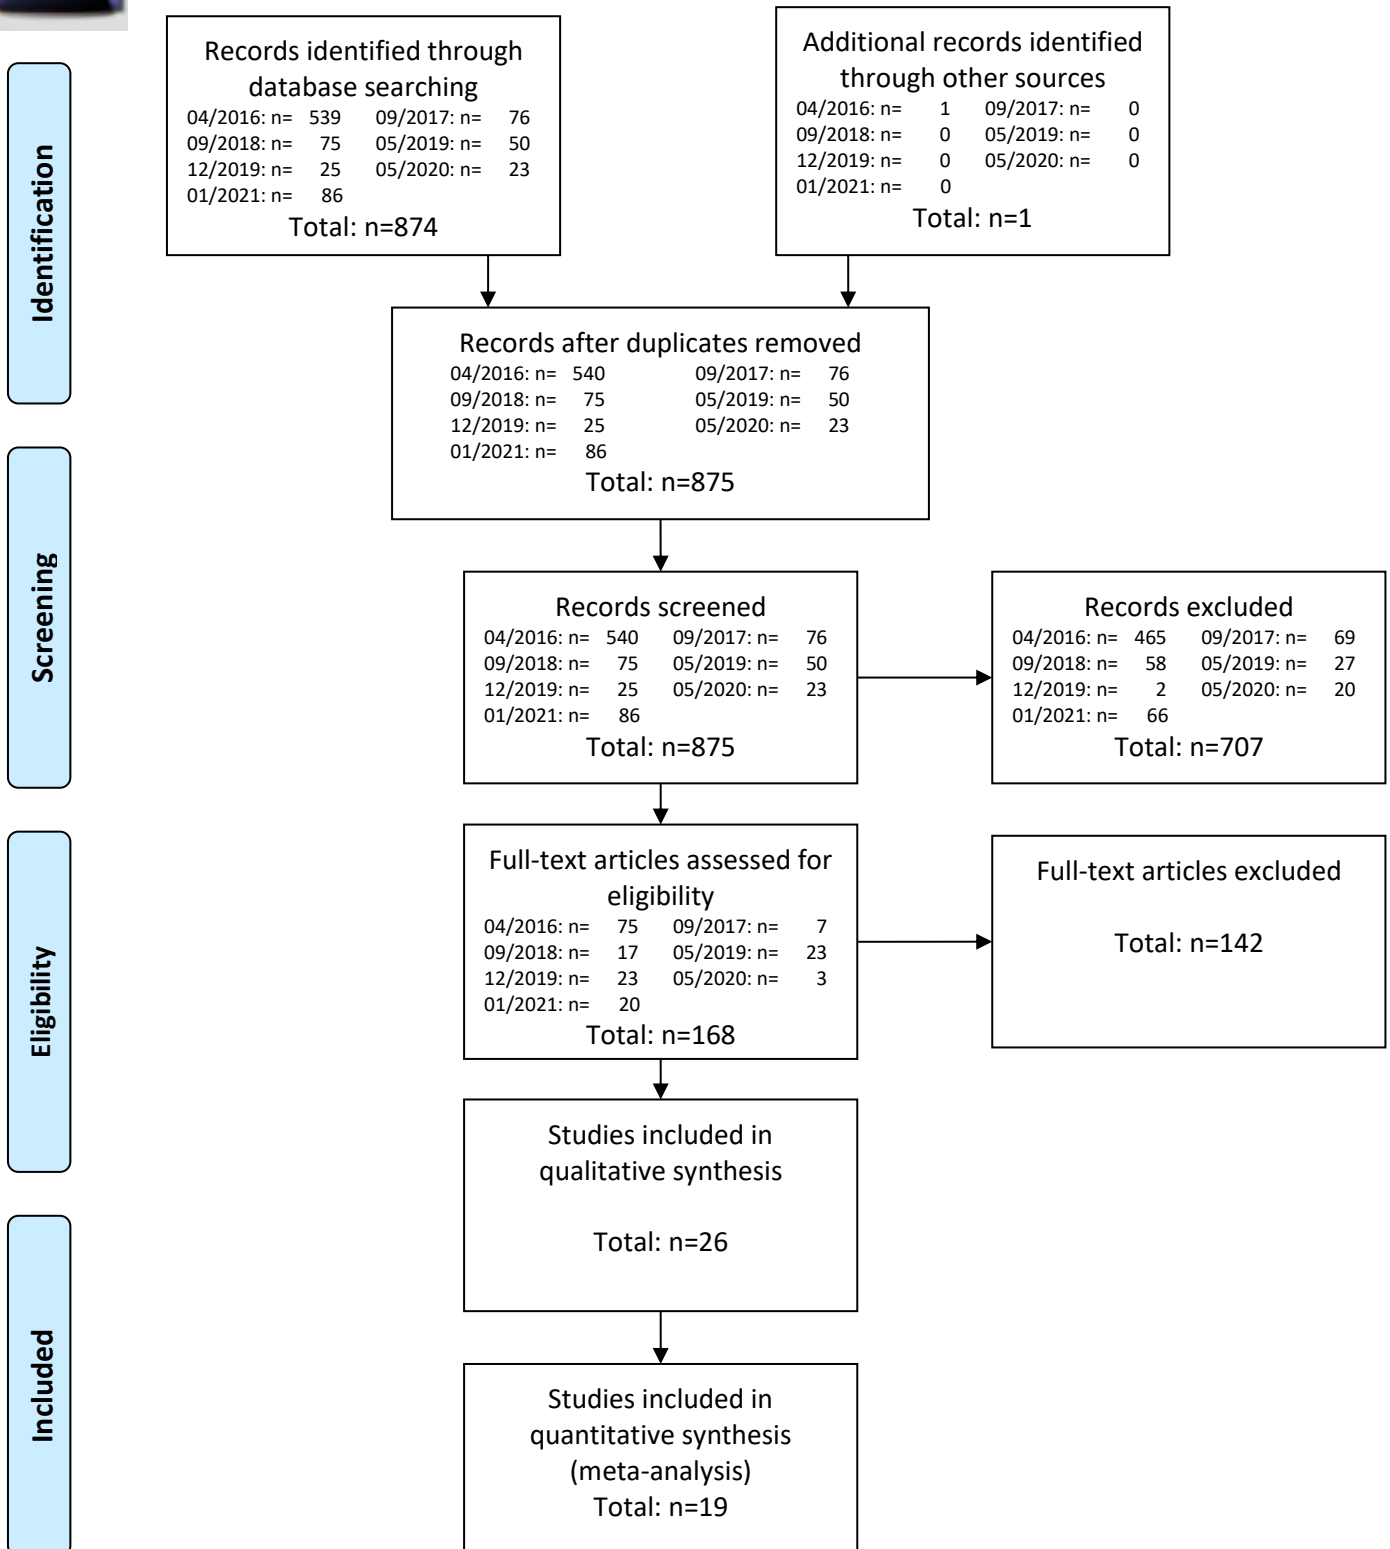 Identification
Records identified through
database searching
04/2016: n= 539 09/2017: n= 76
09/2018: n= 75 05/2019: n= 50
12/2019: n= 25 05/2020: n= 23
01/2021: n= 86
Total: n=874
Additional records identified
through other sources
04/2016: n= 1 09/2017: n= 0
09/2018: n= 0 05/2019: n= 0
12/2019: n= 0 05/2020: n= 0
01/2021: n= 0
Total: n=1
Records after duplicates removed
04/2016: n= 540 09/2017: n= 76
09/2018: n= 75 05/2019: n= 50
12/2019: n= 25 05/2020: n= 23
01/2021: n= 86
Total: n=875
Screening
Records screened
04/2016: n= 540 09/2017: n= 76
09/2018: n= 75 05/2019: n= 50
12/2019: n= 25 05/2020: n= 23
01/2021: n= 86
Total: n=875
Records excluded
04/2016: n= 465 09/2017: n= 69
09/2018: n= 58 05/2019: n= 27
12/2019: n= 2 05/2020: n= 20
01/2021: n= 66
Total: n=707
Eligibility
Full-text articles assessed for
eligibility
04/2016: n= 75 09/2017: n= 7
09/2018: n= 17 05/2019: n= 23
12/2019: n= 23 05/2020: n= 3
01/2021: n= 20
Total: n=168
Full-text articles excluded
Total: n=142
Studies included in
qualitative synthesis
Total: n=26
Included
Studies included in
quantitative synthesis
(meta-analysis)
Total: n=19